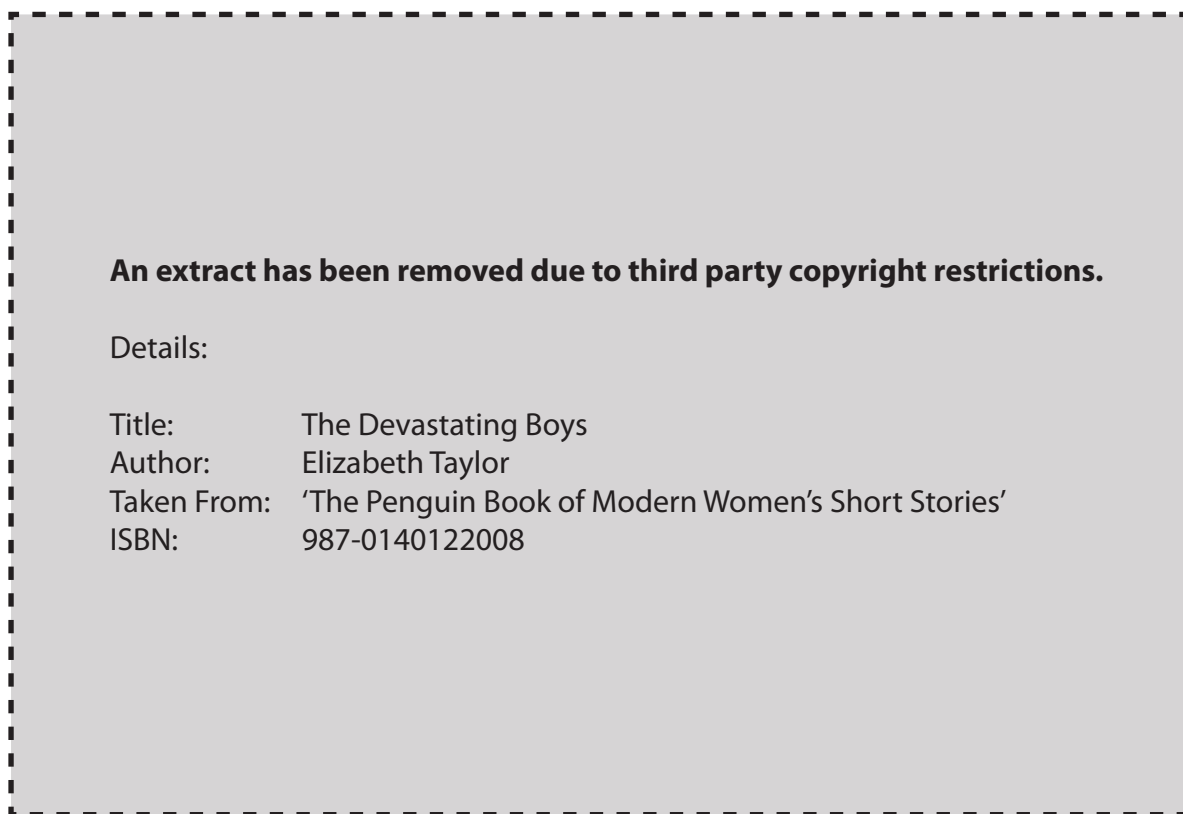 An extract has been removed due to third party copyright restrictions.
Details:
Title: The Devastating Boys
Author: Elizabeth Taylor
Taken From: ‘The Penguin Book of Modern Women’s Short Stories’
ISBN: 987-0140122008